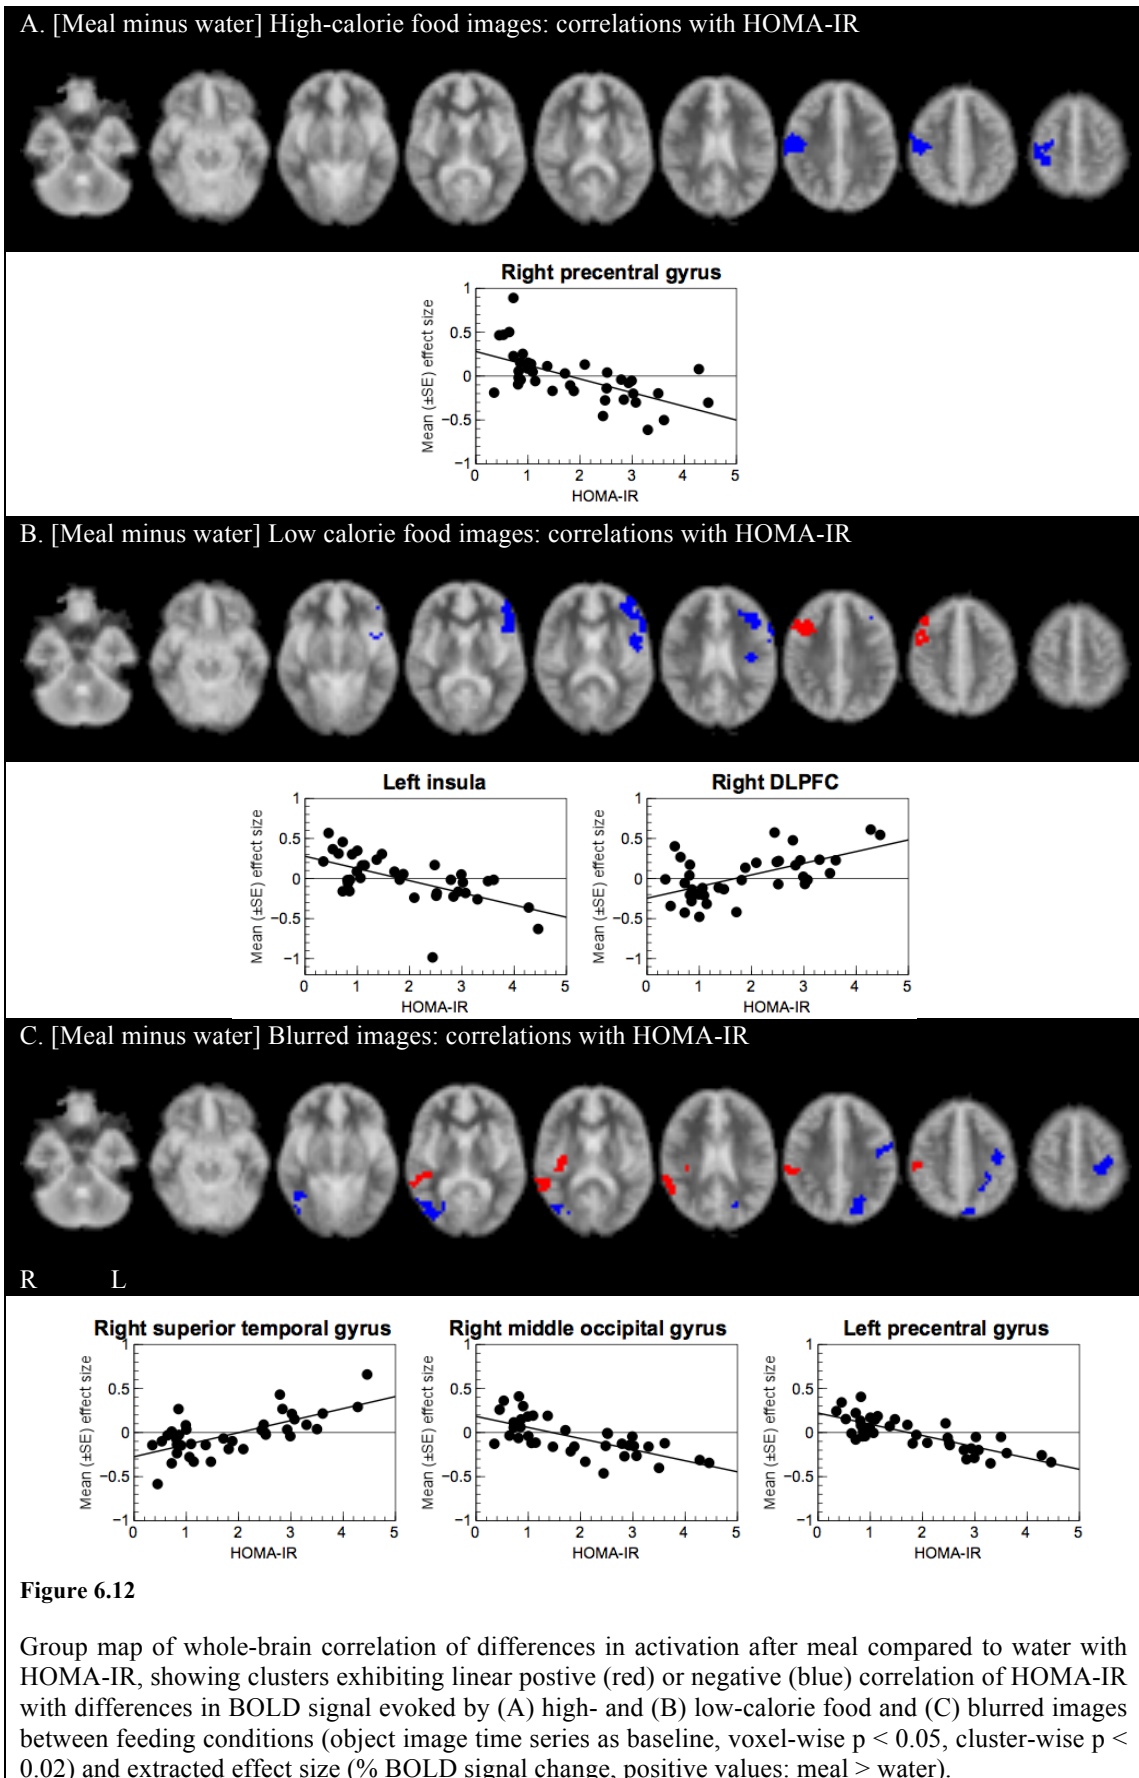 A. [Meal minus water] High-calorie food images: correlations with HOMA-IR
Right precentral gyrus
Mean (±SE) effect size
1
0.5
0
−0.5
−1
0 1 2 3 4 5
HOMA-IR
B. [Meal minus water] Low calorie food images: correlations with HOMA-IR
Left insula
Mean (±SE) effect size
1
0.5
0
−0.5
−1
0 1 2 3 4 5
HOMA-IR
Right DLPFC
Mean (±SE) effect size
1
0.5
0
−0.5
−1
0 1 2 3 4 5
HOMA-IR
C. [Meal minus water] Blurred images: correlations with HOMA-IR
R L
Right superior temporal gyrus
Mean (±SE) effect size
1
0.5
0
−0.5
−1
0 1 2 3 4 5
HOMA-IR
Right middle occipital gyrus
Mean (±SE) effect size
1
0.5
0
−0.5
−1
0 1 2 3 4 5
HOMA-IR
Left precentral gyrus
Mean (±SE) effect size
1
0.5
0
−0.5
−1
0 1 2 3 4 5
HOMA-IR
Figure 6.12
Group map of whole-brain correlation of differences in activation after meal compared to water with
HOMA-IR, showing clusters exhibiting linear postive (red) or negative (blue) correlation of HOMA-IR
with differences in BOLD signal evoked by (A) high- and (B) low-calorie food and (C) blurred images
between feeding conditions (object image time series as baseline, voxel-wise p < 0.05, cluster-wise p <
0.02) and extracted effect size (% BOLD signal change, positive values: meal > water).